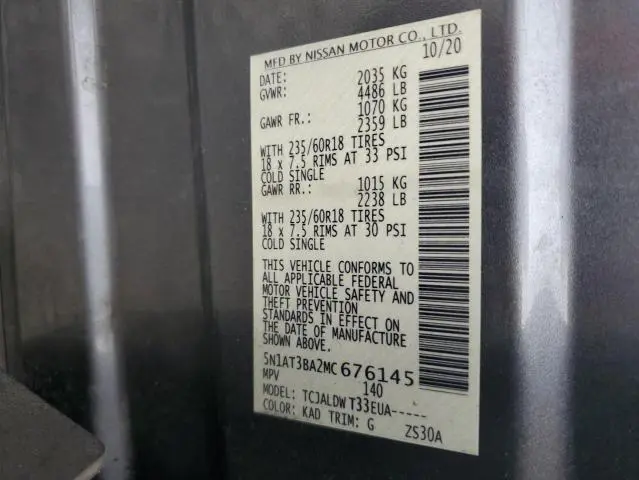 MFD BY NISSAN MOTOR CO., LTD.
DATE: 10/20
GVWR: 2035 KG
4486 LB
GAWR FR.: 1070 KG
2359 LB
WITH 235/60R18 TIRES
18 x 7.5 RIMS AT 33 PSI
COLD SINGLE
GAWR RR.: 1015 KG
2238 LB
WITH 235/60R18 TIRES
18 x 7.5 RIMS AT 30 PSI
COLD SINGLE
THIS VEHICLE CONFORMS TO
ALL APPLICABLE FEDERAL
MOTOR VEHICLE SAFETY AND
THEFT PREVENTION
STANDARDS IN EFFECT ON
THE DATE OF MANUFACTURE
SHOWN ABOVE.
5N1AT3BA2MC676145
MPV 140
MODEL: TCJALDW T33EUA-----
COLOR: KAD TRIM: G ZS30A